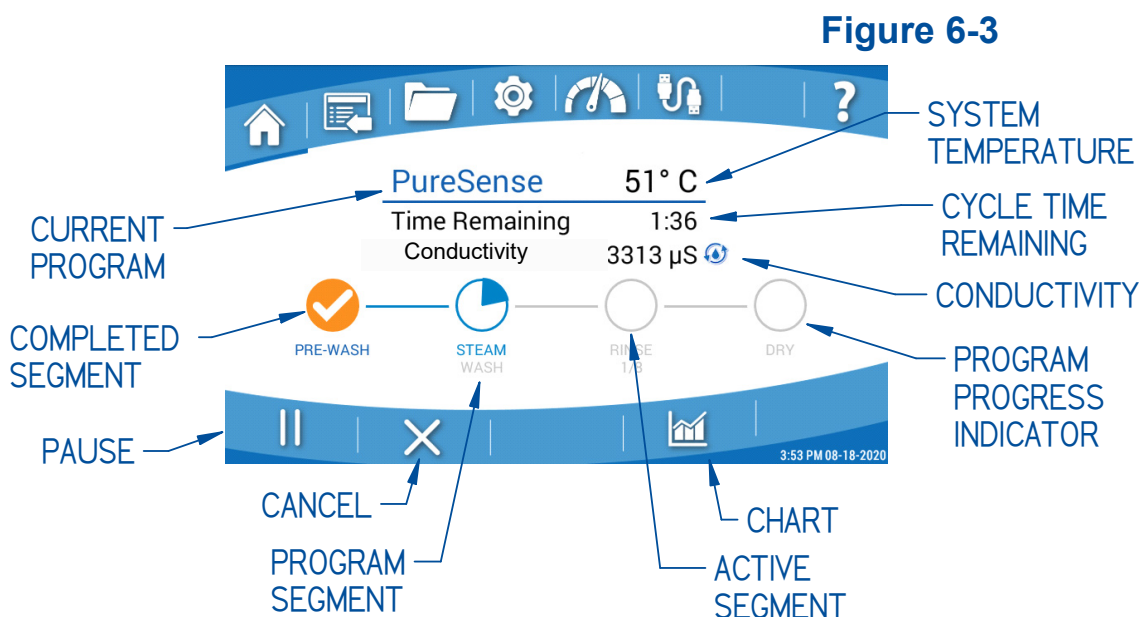 Figure 6-3
?
SYSTEM
TEMPERATURE
PureSense 51° C
CURRENT
PROGRAM
Time Remaining 1:36
CYCLE TIME
REMAINING
Conductivity 3313 µS
CONDUCTIVITY
COMPLETED
SEGMENT
PRE-WASH
STEAM
WASH
RINSE
1/3
DRY
PROGRAM
PROGRESS
INDICATOR
PAUSE
3:53 PM 08-18-2020
CANCEL
CHART
PROGRAM
SEGMENT
ACTIVE
SEGMENT